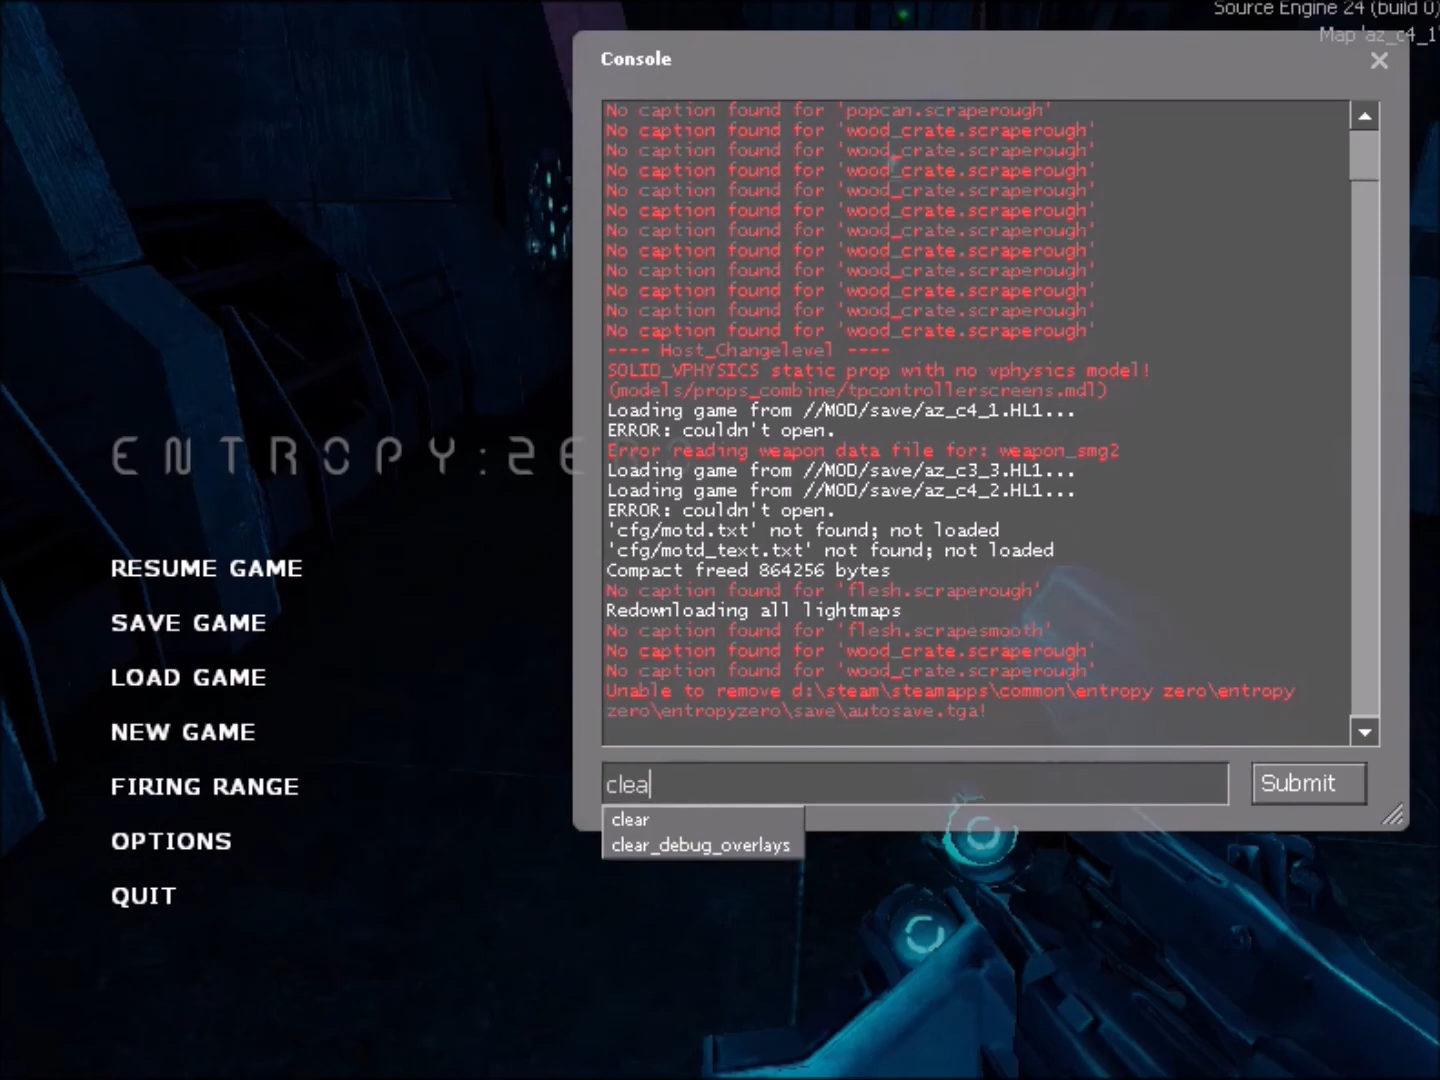 Source Engine 24 (build 0)
Map 'az_c4_1'
Console
No caption found for 'popcan.scraperough'
No caption found for 'wood_crate.scraperough'
No caption found for 'wood_crate.scraperough'
No caption found for 'wood_crate.scraperough'
No caption found for 'wood_crate.scraperough'
No caption found for 'wood_crate.scraperough'
No caption found for 'wood_crate.scraperough'
No caption found for 'wood_crate.scraperough'
No caption found for 'wood_crate.scraperough'
No caption found for 'wood_crate.scraperough'
No caption found for 'wood_crate.scraperough'
No caption found for 'wood_crate.scraperough'
---- Host_Changelevel ----
SOLID_VPHYSICS static prop with no vphysics model!
(models/props_combine/tpcontrollerscreens.mdl)
Loading game from //MOD/save/az_c4_1.HL1...
ERROR: couldn't open.
Error reading weapon data file for: weapon_smg2
Loading game from //MOD/save/az_c3_3.HL1...
Loading game from //MOD/save/az_c4_2.HL1...
ERROR: couldn't open.
'cfg/motd.txt' not found; not loaded
'cfg/motd_text.txt' not found; not loaded
Compact freed 864256 bytes
No caption found for 'flesh.scraperough'
Redownloading all lightmaps
No caption found for 'flesh.scrapesmooth'
No caption found for 'wood_crate.scraperough'
No caption found for 'wood_crate.scraperough'
Unable to remove d:\steam\steamapps\common\entropy zero\entropy
zero\entropyzero\save\autosave.tga!
clea
Submit
clear
clear_debug_overlays
ENTROPY:ZERO
RESUME GAME
SAVE GAME
LOAD GAME
NEW GAME
FIRING RANGE
OPTIONS
QUIT